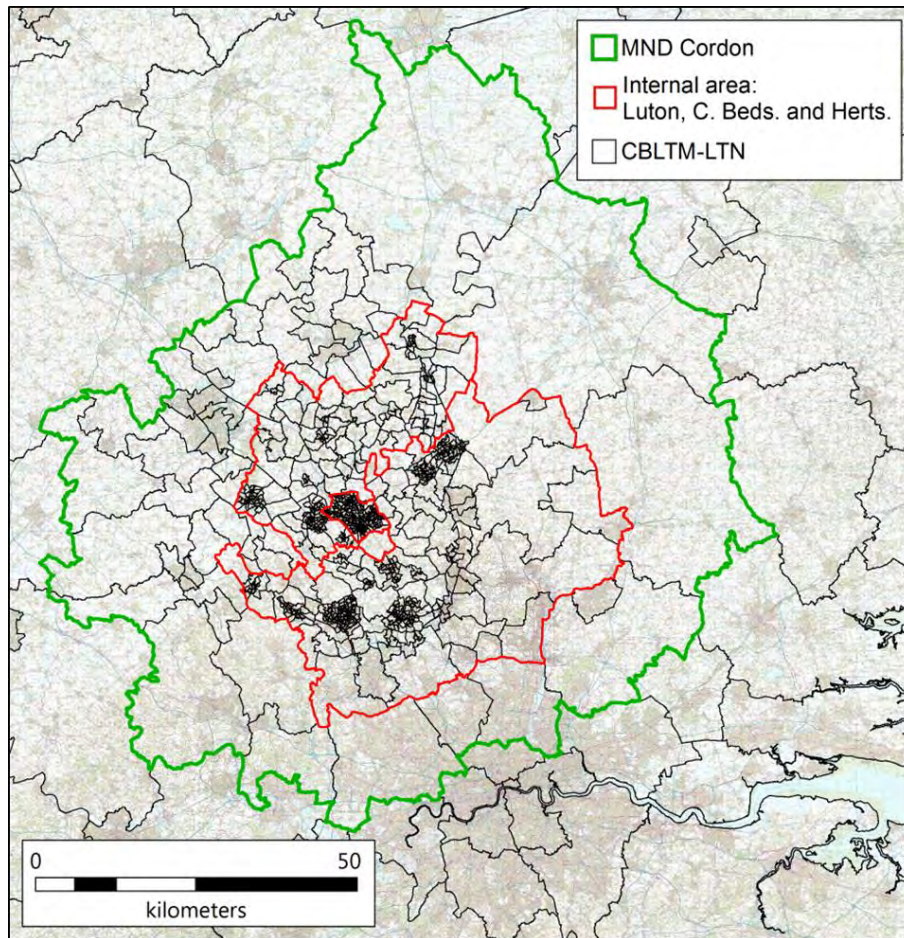 MND Cordon
Internal area:
Luton, C. Beds. and Herts.
CBLTM-LTN
0 50
kilometers